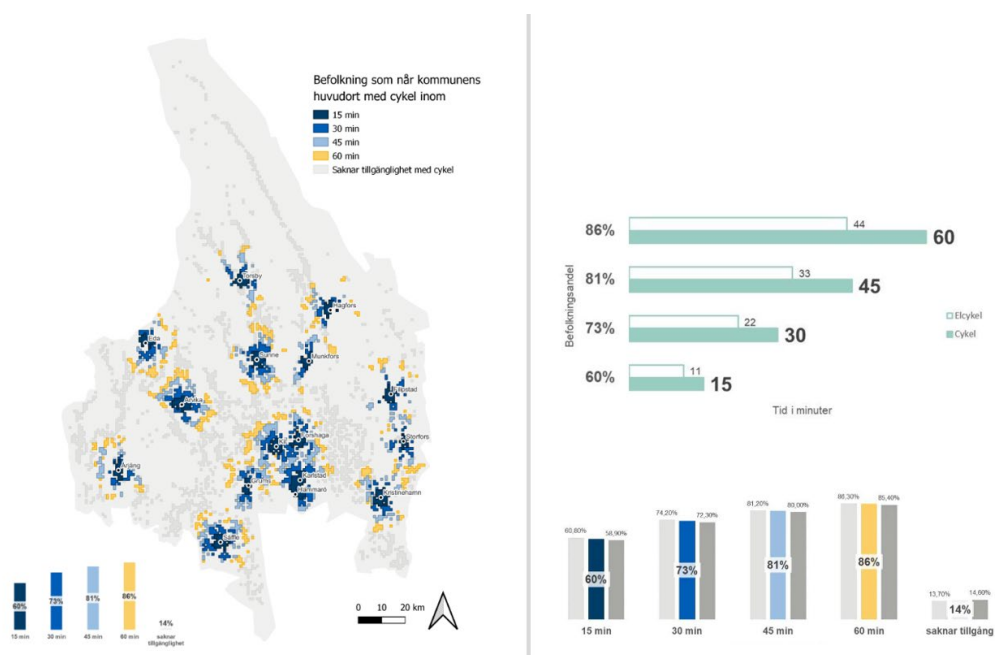 Befolkning som når kommunens
huvudort med cykel inom
15 min
30 min
45 min
60 min
Saknar tillgänglighet med cykel
Torsby
Hagfors
Eda
Sunne
Munkfors
Filipstad
Arvika
Forshaga
Kil
Storfors
Årjäng
Karlstad
Grums
Hammarö
Kristinehamn
Säffle
60%
73%
81%
86%
14%
15 min
30 min
45 min
60 min
saknar
tillgänglighet
0 10 20 km
Befolkningsandel
86%
44
60
81%
33
45
73%
22
30
60%
11
15
Elcykel
Cykel
Tid i minuter
60,80%
58,90%
60%
74,20%
72,30%
73%
81,20%
80,00%
81%
86,30%
85,40%
86%
13,70%
14,60%
14%
15 min
30 min
45 min
60 min
saknar tillgång